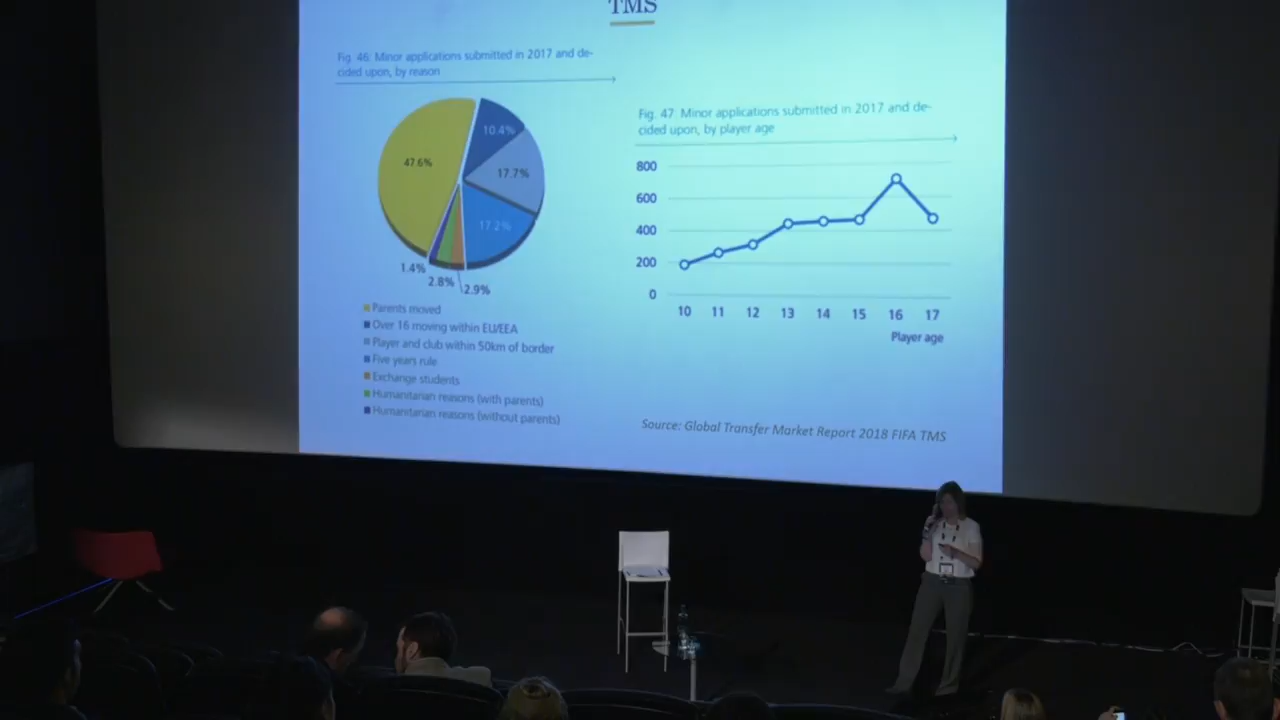 TMS
Fig. 46: Minor applications submitted in 2017 and de-
cided upon, by reason
47.6%
10.4%
17.7%
17.2%
1.4%
2.8%
2.9%
Parents moved
Over 16 moving within EU/EEA
Player and club within 50km of border
Five years rule
Exchange students
Humanitarian reasons (with parents)
Humanitarian reasons (without parents)
Fig. 47: Minor applications submitted in 2017 and de-
cided upon, by player age
800
600
400
200
0
10 11 12 13 14 15 16 17
Player age
Source: Global Transfer Market Report 2018 FIFA TMS